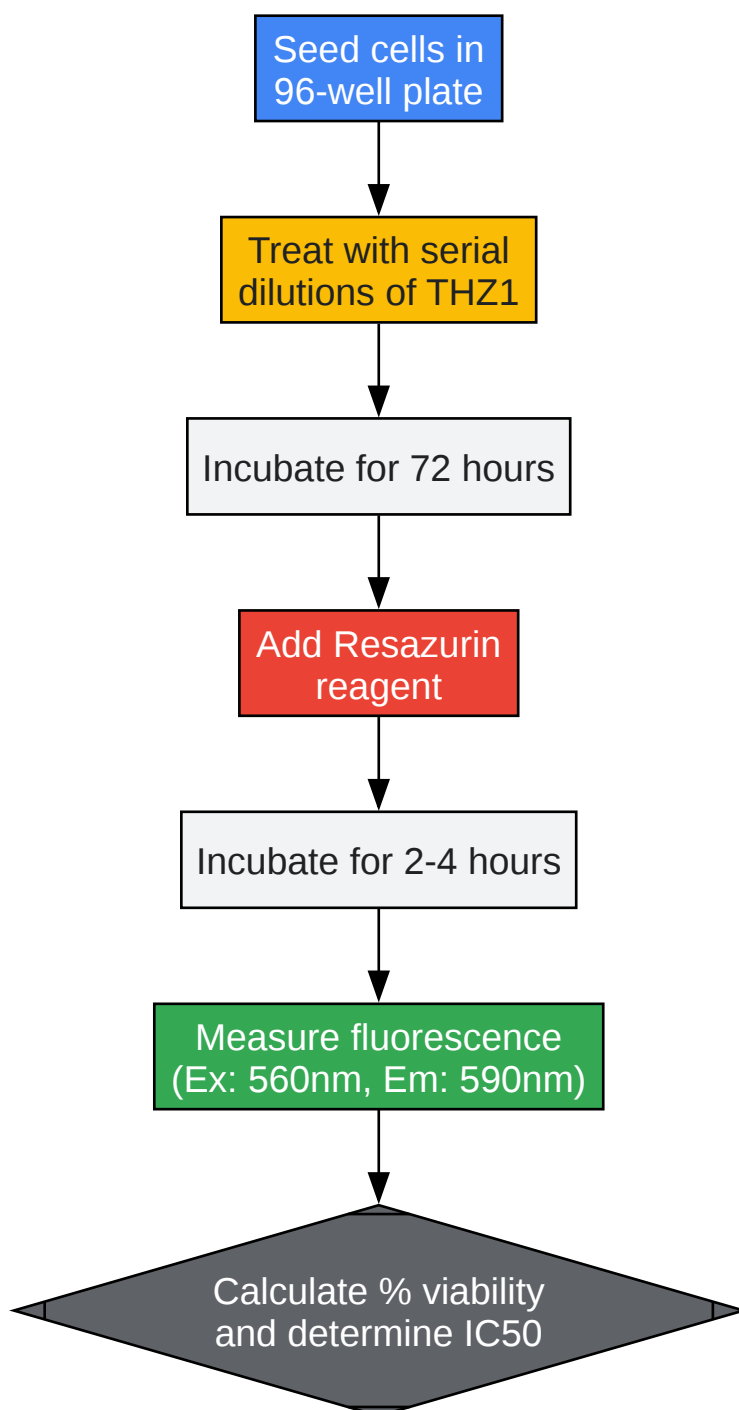 Seed cells in
96-well plate
Treat with serial
dilutions of THZ1
Incubate for 72 hours
Add Resazurin
reagent
Incubate for 2-4 hours
Measure fluorescence
(Ex: 560nm, Em: 590nm)
Calculate % viability
and determine IC50